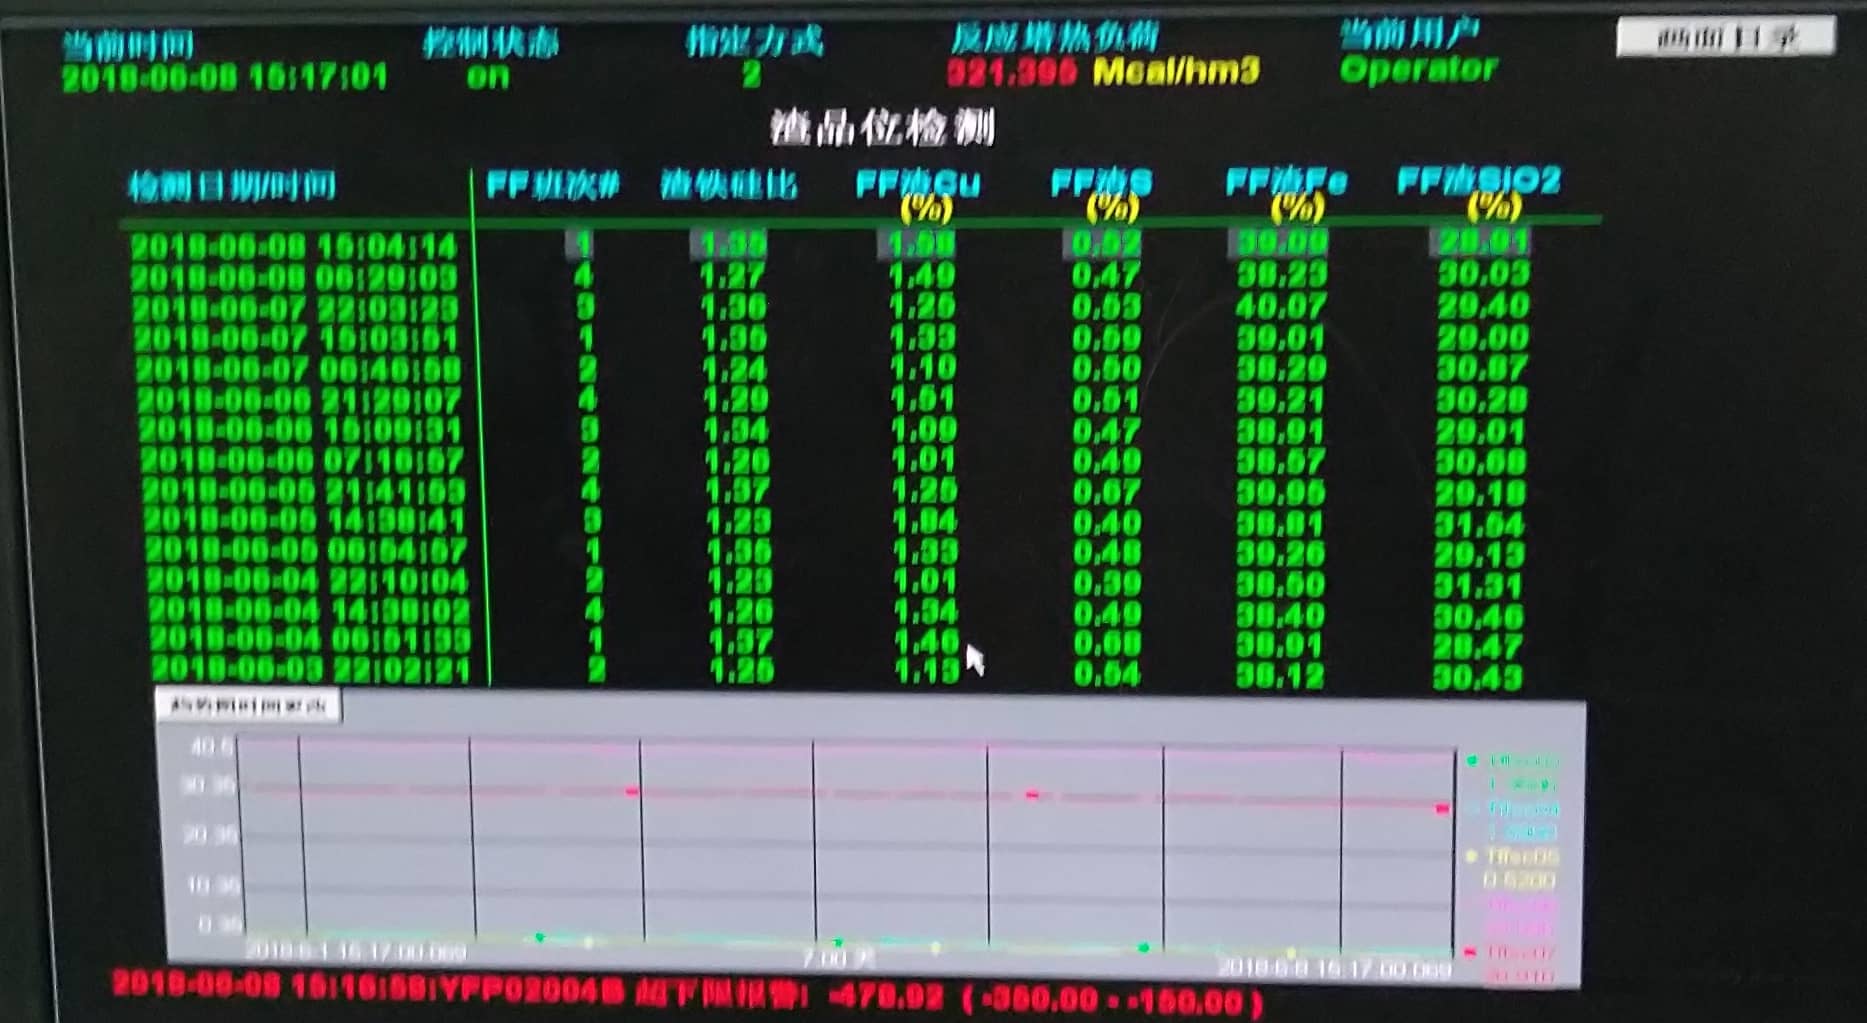 当前时间 控制状态 指定方式 反应塔热负荷 当前用户 画面目录
2018-06-08 15:17:01 on 2 321.395 Mcal/hm3 Operator
渣品位检测
检测日期/时间 FF班次# 渣铁硅比 FF渣Cu FF渣S FF渣Fe FF渣SiO2
(%) (%) (%) (%)
2018-06-08 15:04:14 1 1.35 0.52 39.09
2018-06-08 06:29:03 4 1.27 1.49 0.47 38.23 30.03
2018-06-07 22:03:23 3 1.36 1.25 0.53 40.07 29.40
2018-06-07 15:03:51 1 1.35 1.33 0.59 39.01 29.00
2018-06-07 06:46:58 2 1.24 1.10 0.50 38.29 30.87
2018-06-06 21:29:07 4 1.29 1.51 0.51 39.21 30.28
2018-06-06 15:09:31 3 1.34 1.09 0.47 38.91 29.01
2018-06-06 07:16:57 2 1.26 1.01 0.49 38.57 30.68
2018-06-05 21:41:53 4 1.37 1.25 0.67 39.95 29.18
2018-06-05 14:38:41 3 1.23 0.40 38.81 31.54
2018-06-05 06:54:57 1 1.35 1.33 0.48 39.26 29.13
2018-06-04 22:10:04 2 1.23 1.01 0.39 38.50 31.31
2018-06-04 14:38:02 4 1.26 1.34 0.49 38.40 30.46
2018-06-04 06:51:33 1 1.37 1.46 0.68 38.91 28.47
2018-06-03 22:02:21 2 1.25 1.13 0.54 38.12 30.43
40.5
30.35
20.35
10.35
0.35
0.5200
2018-6-1 15:17:00.069 7.00 天 2018-6-8 15:17:00.069
2018-06-08 15:16:58:YPP02004B 超下限报警! -478.02 ( -350.00 - -150.00 )